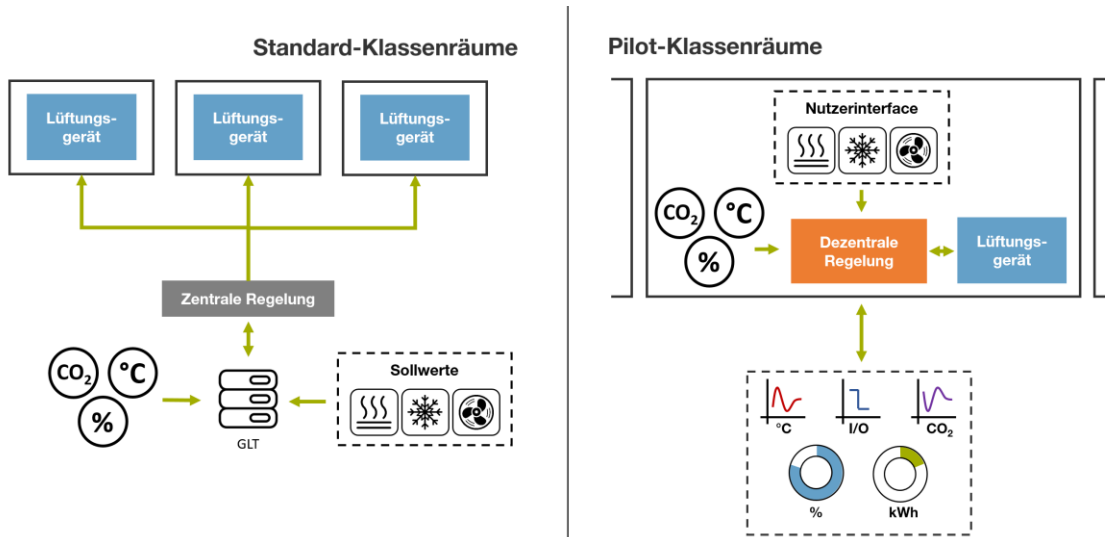 Standard-Klassenräume
Lüftungs-
gerät
Lüftungs-
gerät
Lüftungs-
gerät
Zentrale Regelung
CO₂
°C
%
GLT
Sollwerte
Pilot-Klassenräume
Nutzerinterface
CO₂
°C
%
Dezentrale
Regelung
Lüftungs-
gerät
°C
I/O
CO₂
%
kWh